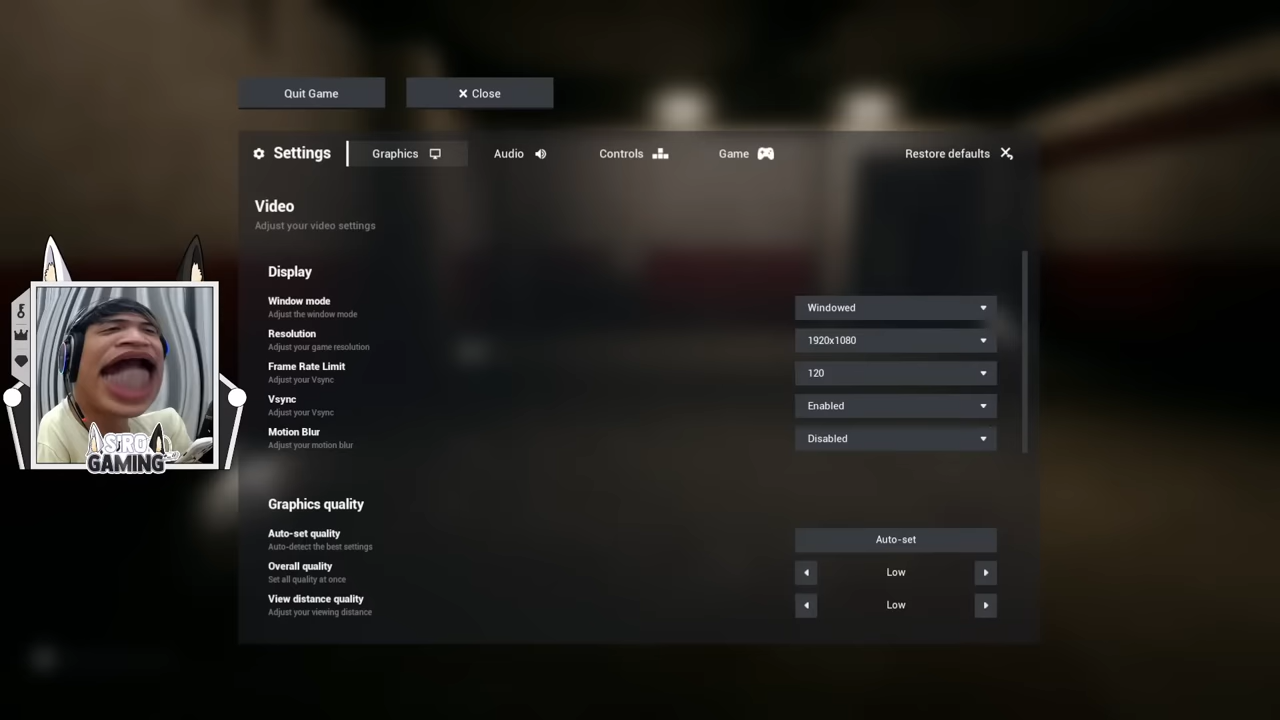 Quit Game
Close
Settings
Graphics
Audio
Controls
Game
Restore defaults
Video
Adjust your video settings
Display
Window mode
Windowed
Adjust the window mode
Resolution
1920x1080
Adjust your game resolution
Frame Rate Limit
120
Adjust your Vsync
Vsync
Enabled
Adjust your Vsync
Motion Blur
Disabled
Adjust your motion blur
SIRO
GAMING
Graphics quality
Auto-set quality
Auto-set
Auto-detect the best settings
Overall quality
Low
Set all quality at once
View distance quality
Low
Adjust your viewing distance